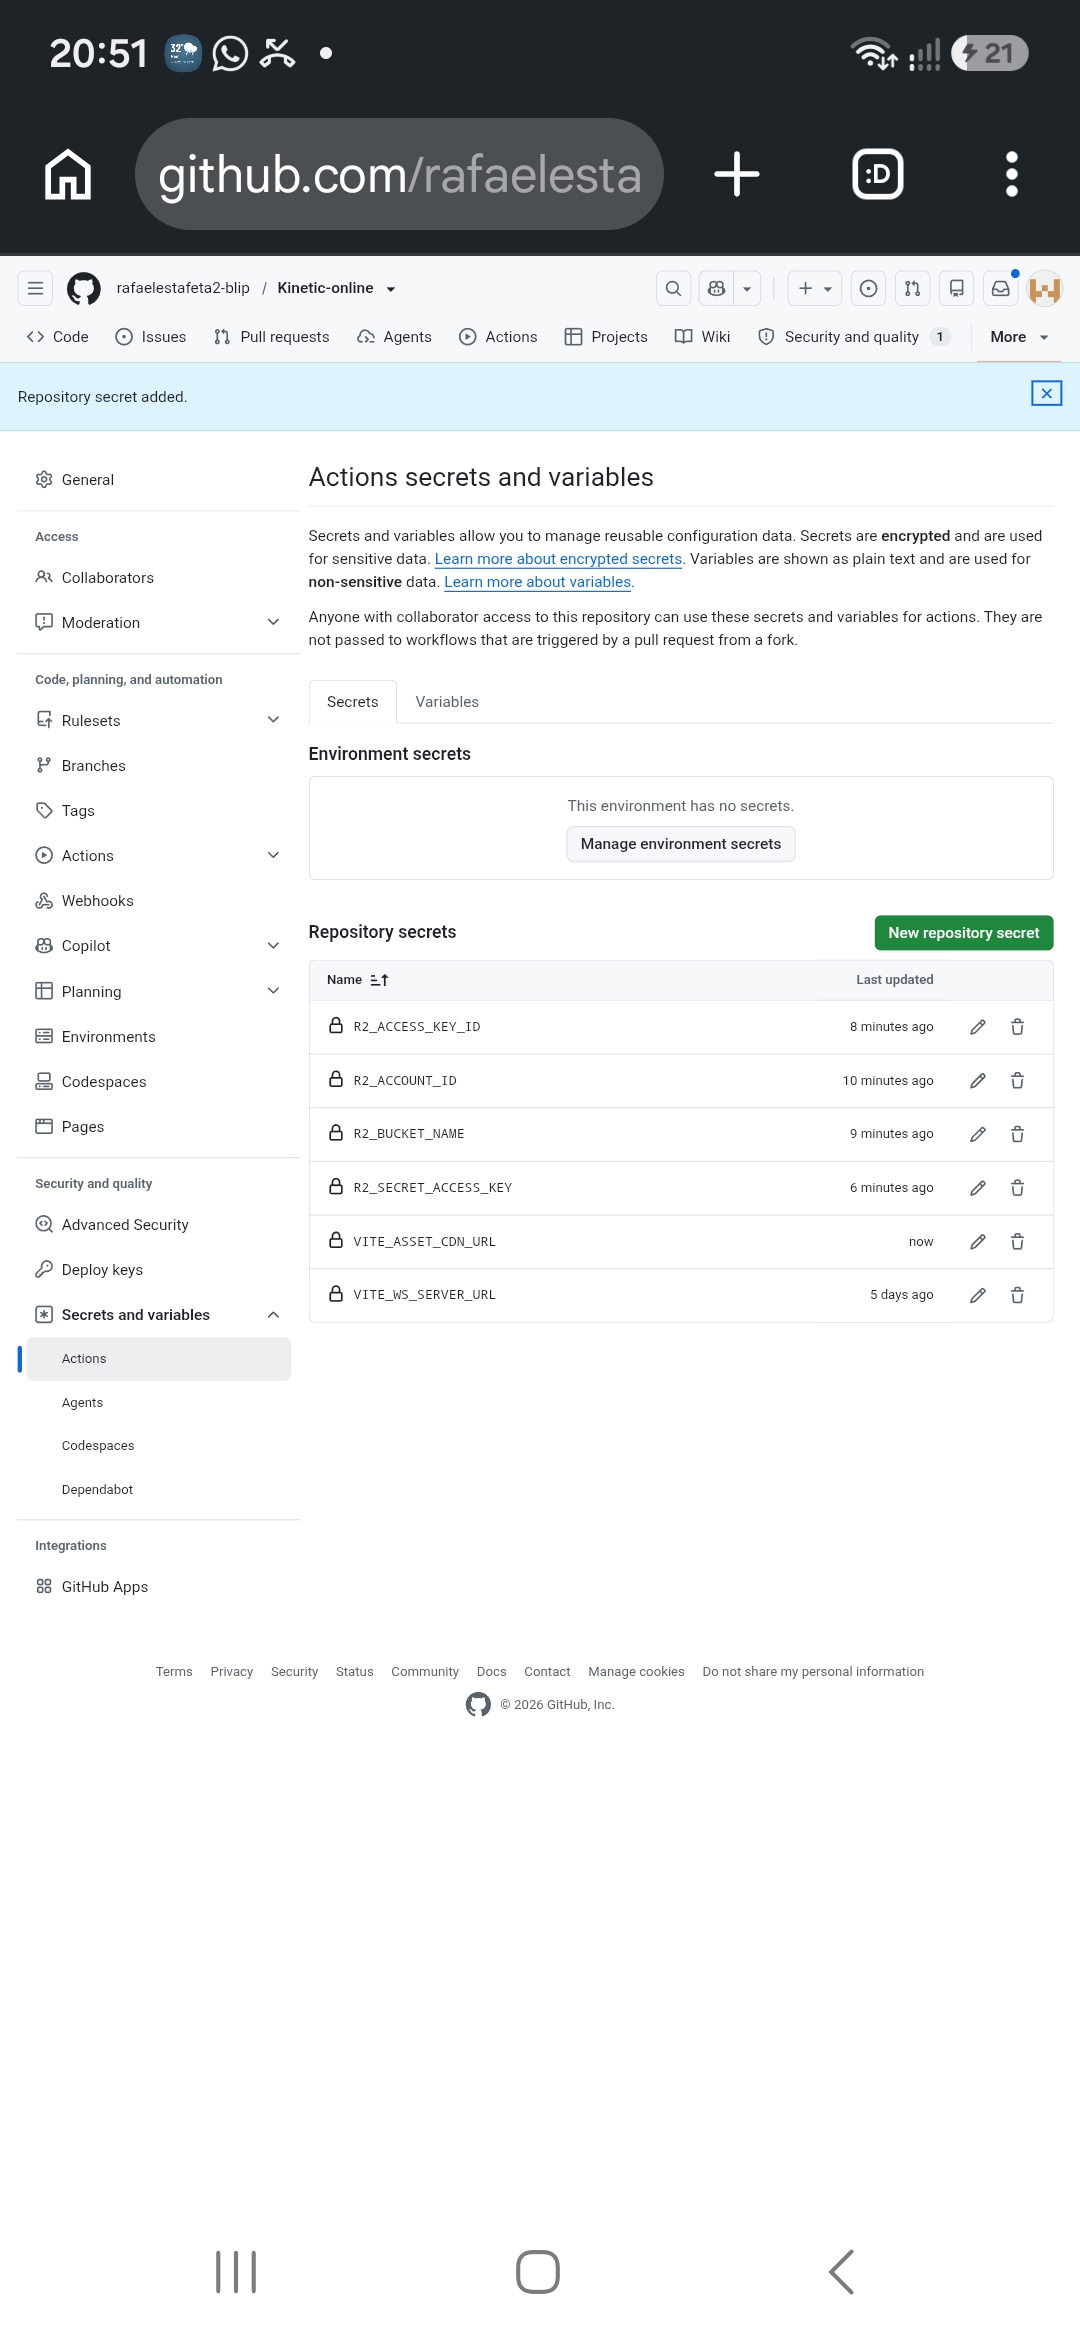 20:51
32°
21
github.com/rafaelesta
:D
rafaelestafeta2-blip / Kinetic-online
Code Issues Pull requests Agents Actions Projects Wiki Security and quality 1 More
Repository secret added.
General
Access
Collaborators
Moderation
Code, planning, and automation
Rulesets
Branches
Tags
Actions
Webhooks
Copilot
Planning
Environments
Codespaces
Pages
Security and quality
Advanced Security
Deploy keys
Secrets and variables
Actions
Agents
Codespaces
Dependabot
Integrations
GitHub Apps
Actions secrets and variables
Secrets and variables allow you to manage reusable configuration data. Secrets are encrypted and are used
for sensitive data. Learn more about encrypted secrets. Variables are shown as plain text and are used for
non-sensitive data. Learn more about variables.
Anyone with collaborator access to this repository can use these secrets and variables for actions. They are
not passed to workflows that are triggered by a pull request from a fork.
Secrets Variables
Environment secrets
This environment has no secrets.
Manage environment secrets
Repository secrets New repository secret
Name Last updated
R2_ACCESS_KEY_ID 8 minutes ago
R2_ACCOUNT_ID 10 minutes ago
R2_BUCKET_NAME 9 minutes ago
R2_SECRET_ACCESS_KEY 6 minutes ago
VITE_ASSET_CDN_URL now
VITE_WS_SERVER_URL 5 days ago
Terms Privacy Security Status Community Docs Contact Manage cookies Do not share my personal information
© 2026 GitHub, Inc.